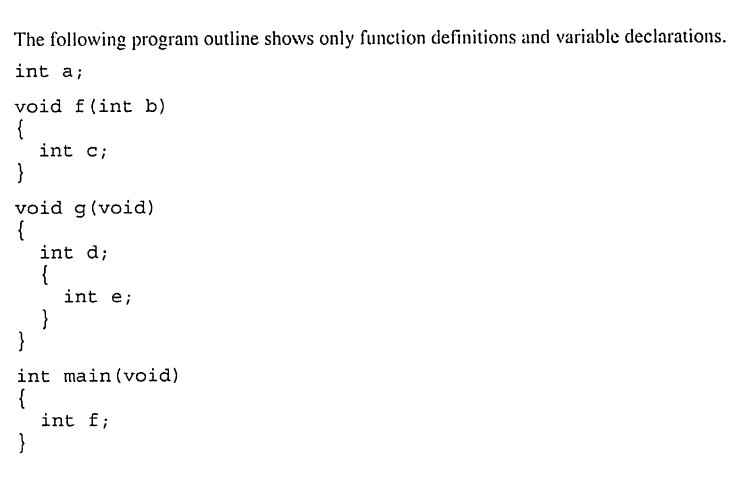 The following program outline shows only function definitions and variable declarations.
int a;
void f(int b)
{
int c;
}
void g(void)
{
int d;
{
int e;
}
}
int main(void)
{
int f;
}